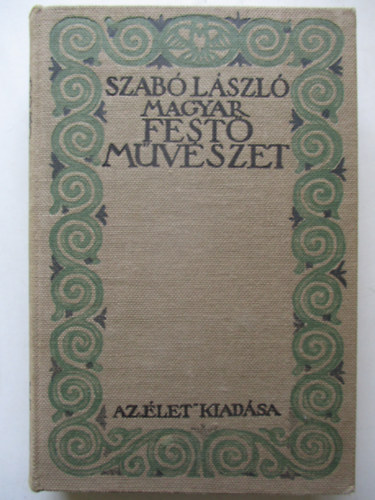 SZABÓ LÁSZLÓ
MAGYAR
FESTŐ
MŰVÉSZET
AZ „ÉLET” KIADÁSA